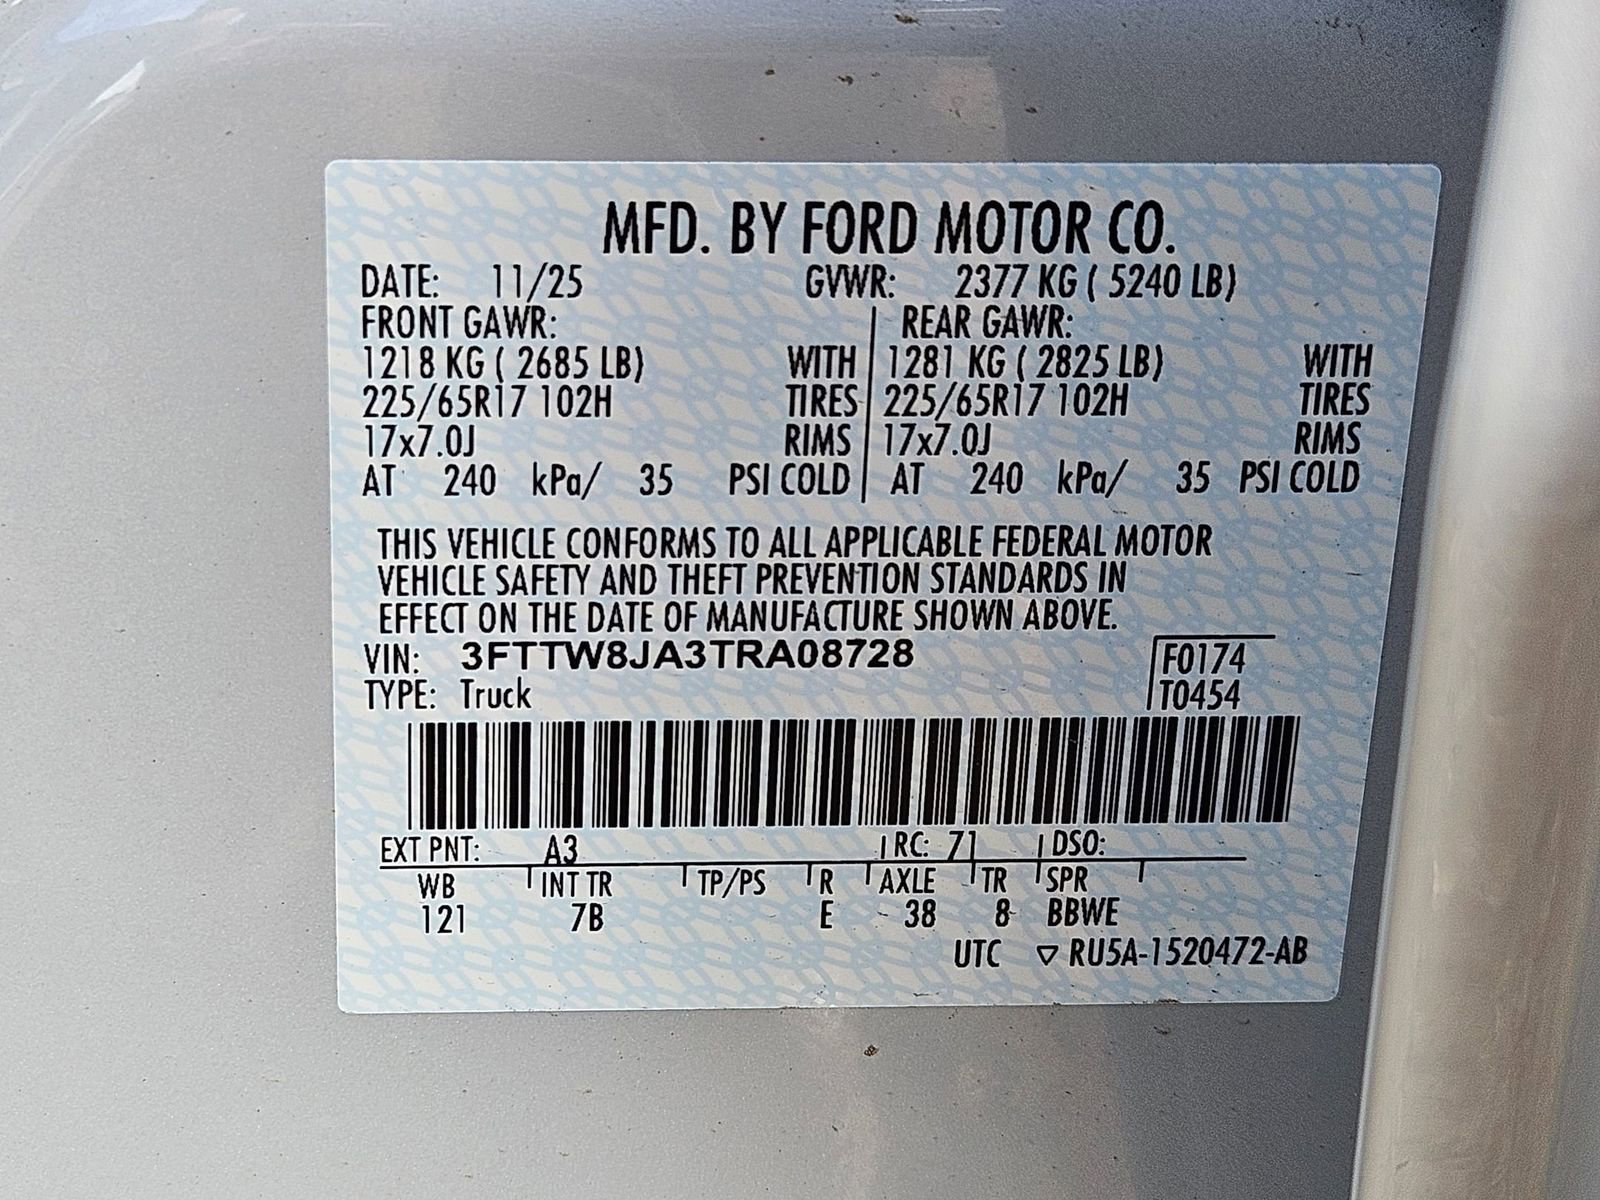 MFD. BY FORD MOTOR CO.
DATE: 11/25 GVWR: 2377 KG ( 5240 LB)
FRONT GAWR: REAR GAWR:
1218 KG ( 2685 LB) WITH 1281 KG ( 2825 LB) WITH
225/65R17 102H TIRES 225/65R17 102H TIRES
17x7.0J RIMS 17x7.0J RIMS
AT 240 kPa/ 35 PSI COLD AT 240 kPa/ 35 PSI COLD
THIS VEHICLE CONFORMS TO ALL APPLICABLE FEDERAL MOTOR
VEHICLE SAFETY AND THEFT PREVENTION STANDARDS IN
EFFECT ON THE DATE OF MANUFACTURE SHOWN ABOVE.
VIN: 3FTTW8JA3TRA08728 F0174
TYPE: Truck T0454
EXT PNT: A3 RC: 71 DSO:
WB INT TR TP/PS R AXLE TR SPR
121 7B E 38 8 BBWE
UTC ▽ RU5A-1520472-AB